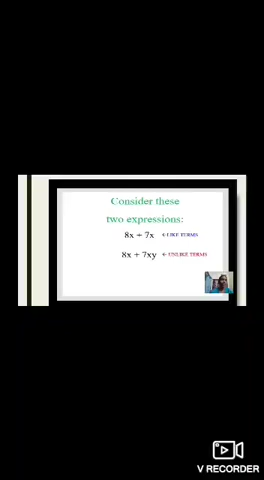 Consider these
two expressions:
8x + 7x ← LIKE TERMS
8x + 7xy ← UNLIKE TERMS
V RECORDER